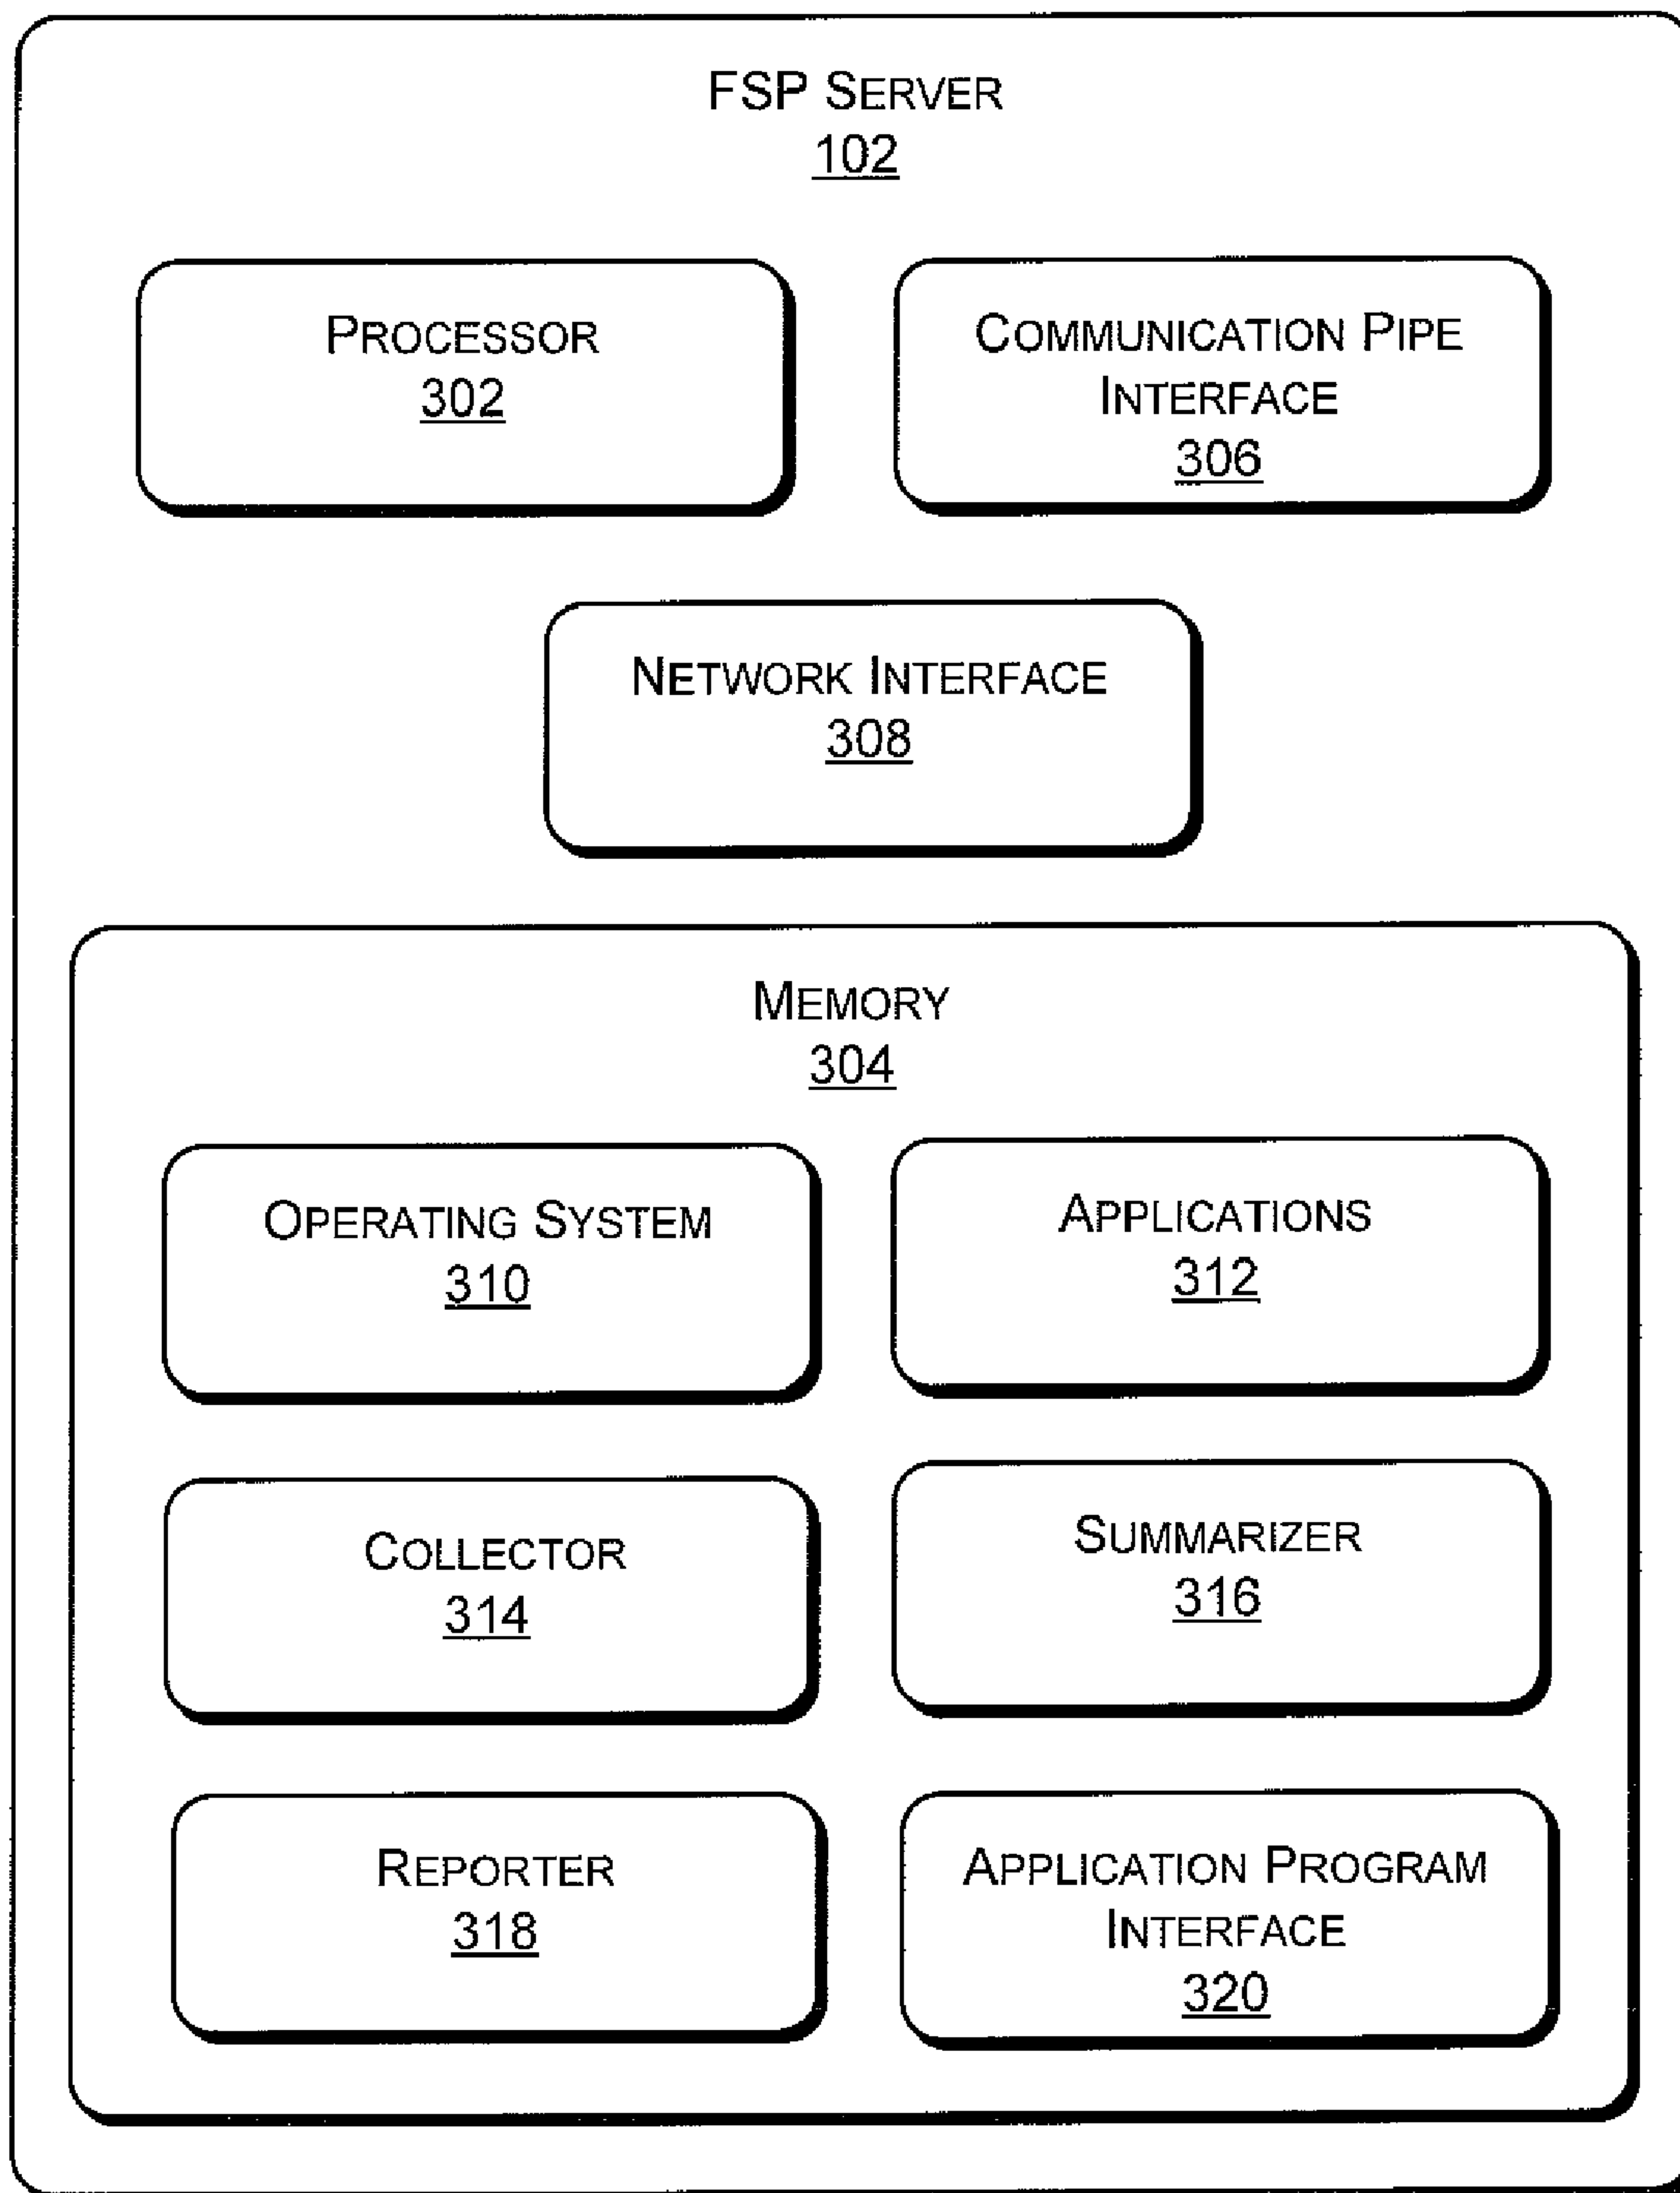 FSP SERVER
102
PROCESSOR
302
COMMUNICATION PIPE
INTERFACE
306
NETWORK INTERFACE
308
MEMORY
304
OPERATING SYSTEM
310
APPLICATIONS
312
COLLECTOR
314
SUMMARIZER
316
REPORTER
318
APPLICATION PROGRAM
INTERFACE
320